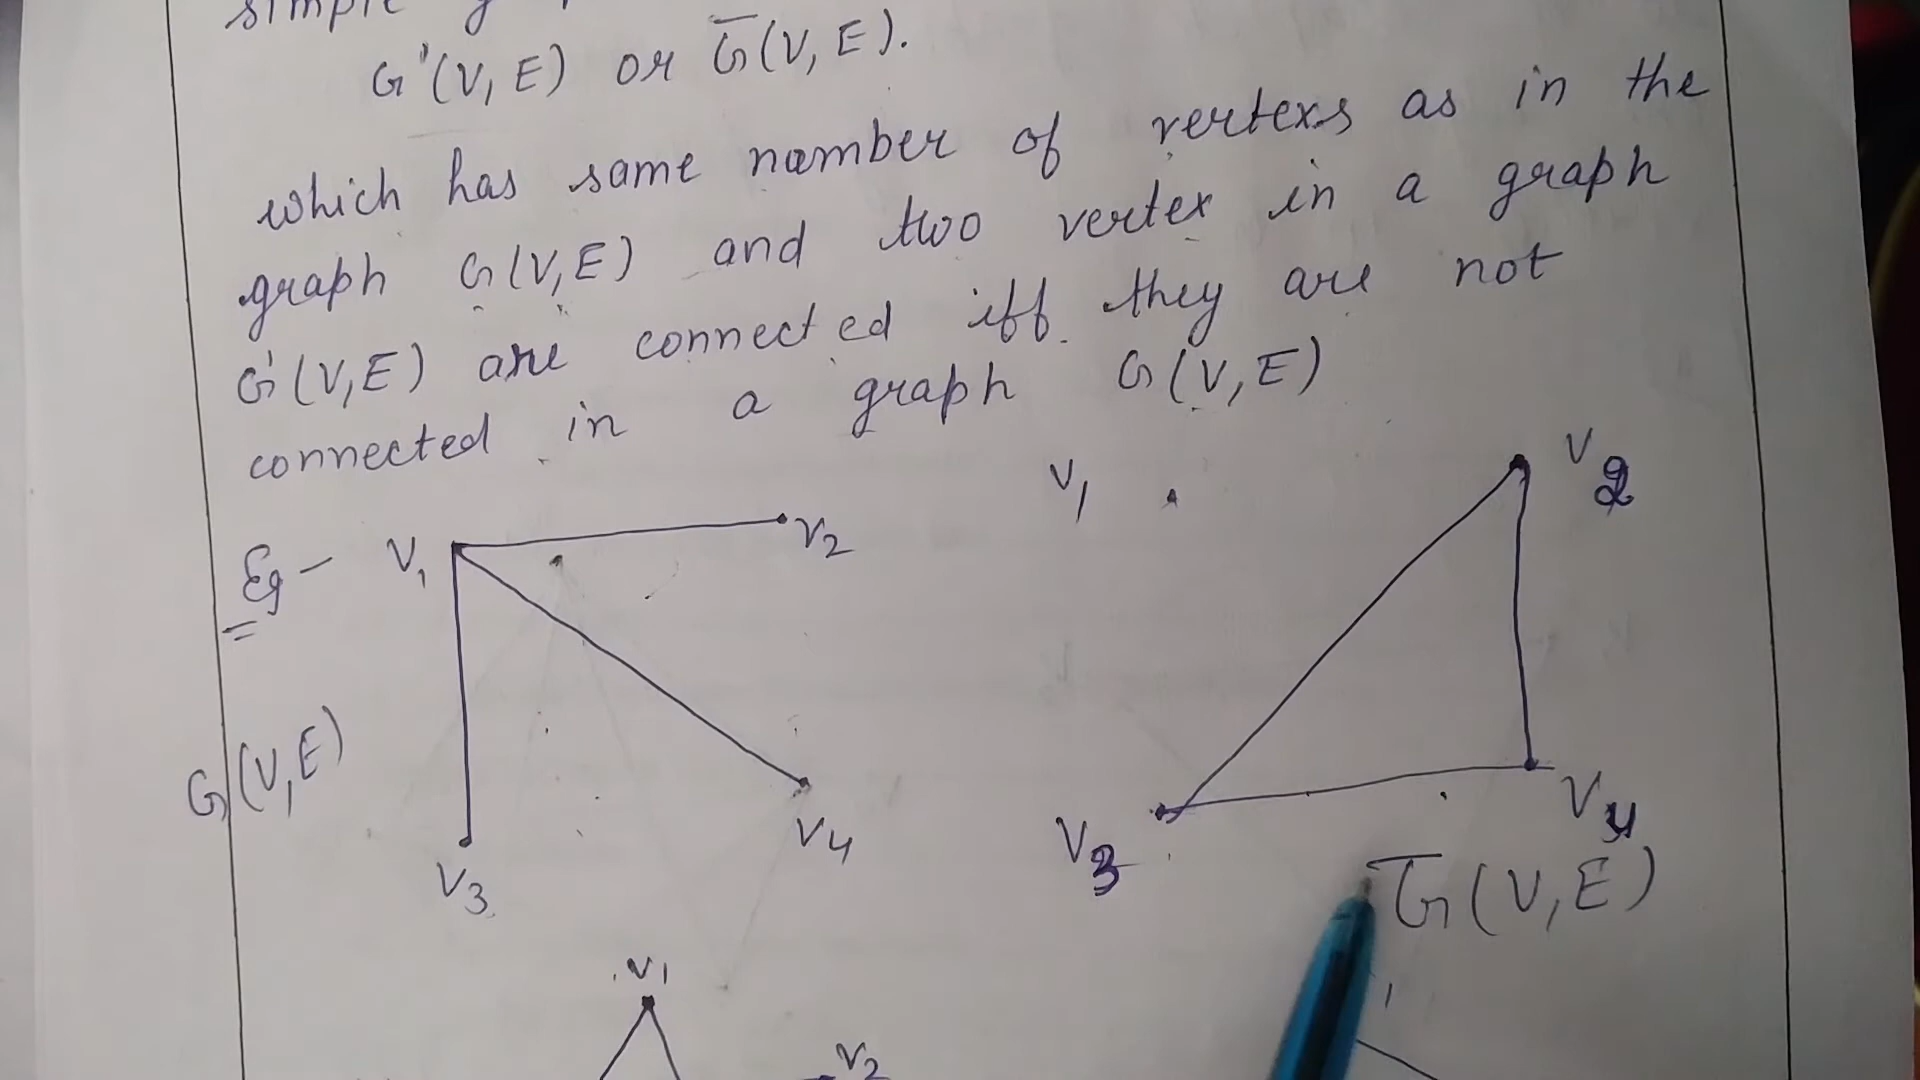 simple
G'(V, E) or G̅(V, E).
which has same number of vertexs as in the
graph G(V,E) and two vertex in a graph
G'(V,E) are connected iff they are not
connected in a graph G(V,E)
Eg - V1 V2
V3 V4
G(V,E)
V1 V2
V3 V4
G̅(V,E)
V1
V2